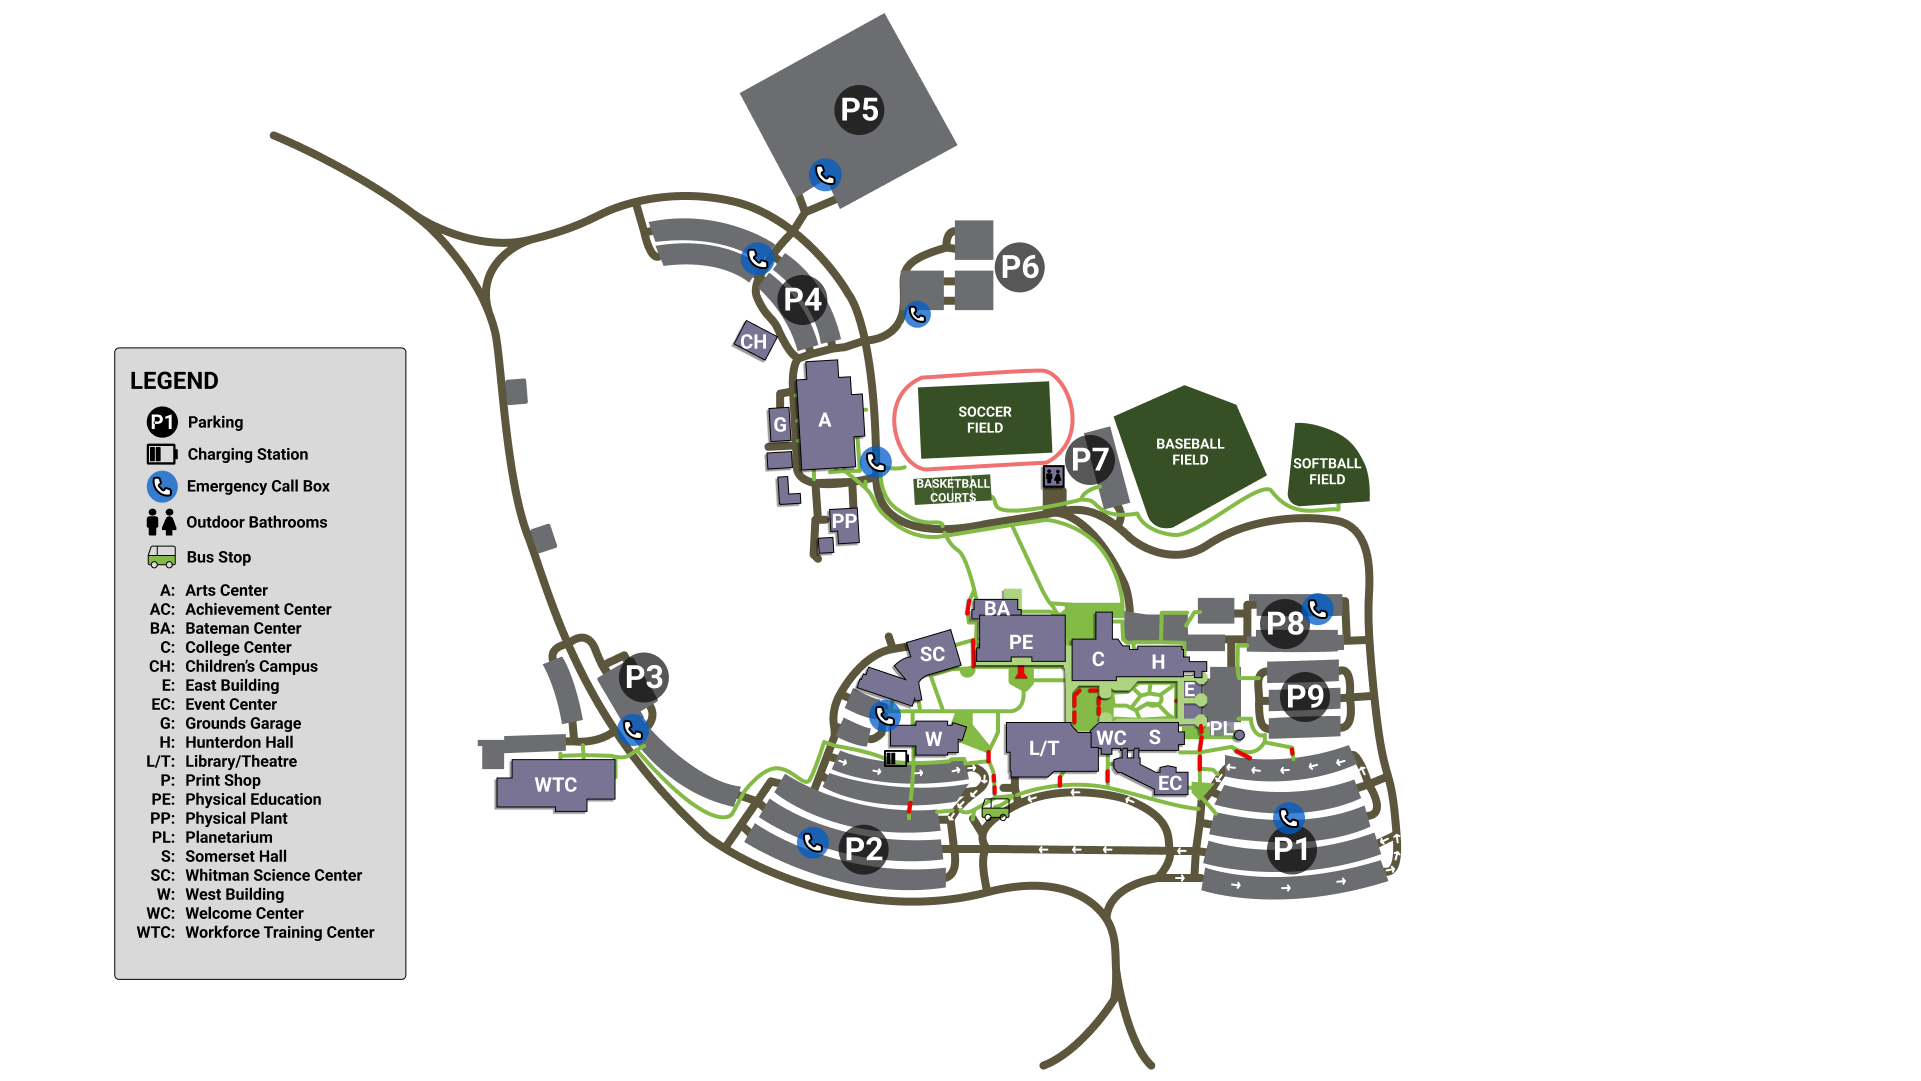 P5
P6
P4
CH
A
G
SOCCER
FIELD
P7
BASEBALL
FIELD
SOFTBALL
FIELD
BASKETBALL
COURTS
PP
LEGEND
P1 Parking
Charging Station
Emergency Call Box
Outdoor Bathrooms
Bus Stop
A: Arts Center
AC: Achievement Center
BA: Bateman Center
C: College Center
CH: Children's Campus
E: East Building
EC: Event Center
G: Grounds Garage
H: Hunterdon Hall
L/T: Library/Theatre
P: Print Shop
PE: Physical Education
PP: Physical Plant
PL: Planetarium
S: Somerset Hall
SC: Whitman Science Center
W: West Building
WC: Welcome Center
WTC: Workforce Training Center
BA
PE
SC
C
H
P8
P3
E
P9
PL
W
L/T
WC
S
WTC
EC
P2
P1